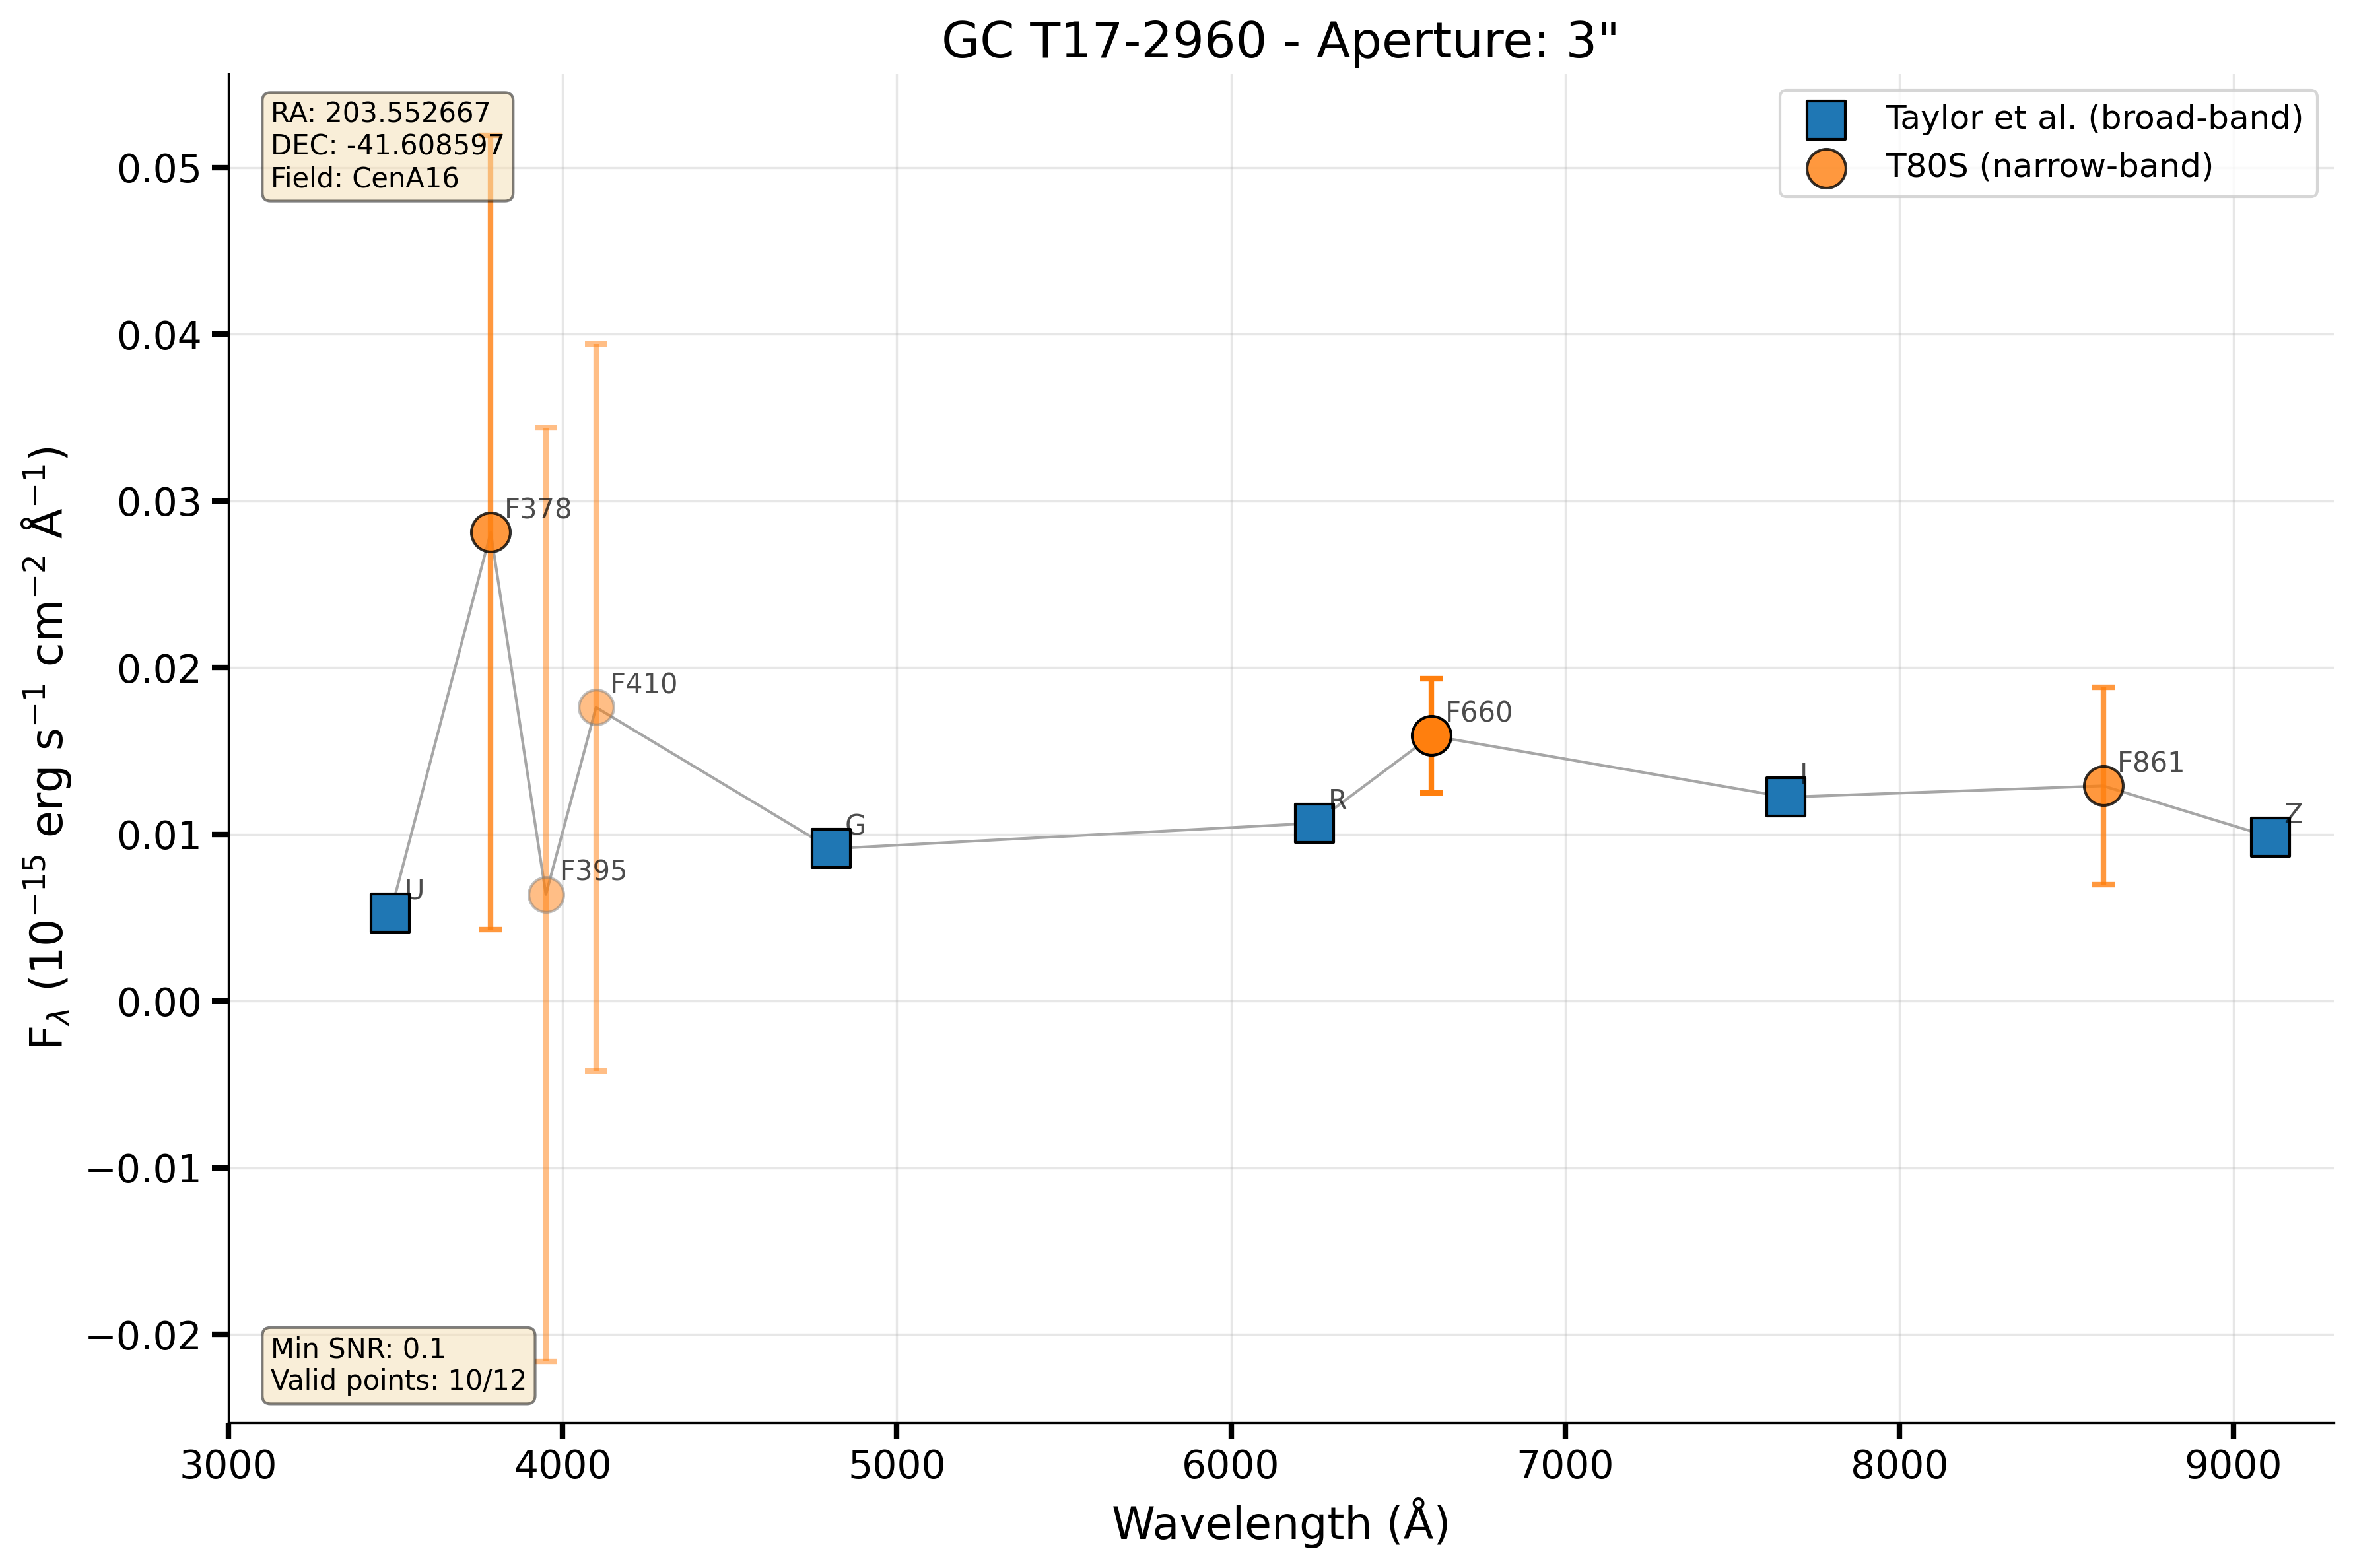 GC T17-2960 - Aperture: 3"
RA: 203.552667
DEC: -41.608597
Field: CenA16
Taylor et al. (broad-band)
T80S (narrow-band)
0.05
0.04
0.03
0.02
0.01
0.00
−0.01
−0.02
F_λ (10⁻¹⁵ erg s⁻¹ cm⁻² Å⁻¹)
U
F378
F395
F410
G
R
F660
I
F861
Z
Min SNR: 0.1
Valid points: 10/12
3000 4000 5000 6000 7000 8000 9000
Wavelength (Å)